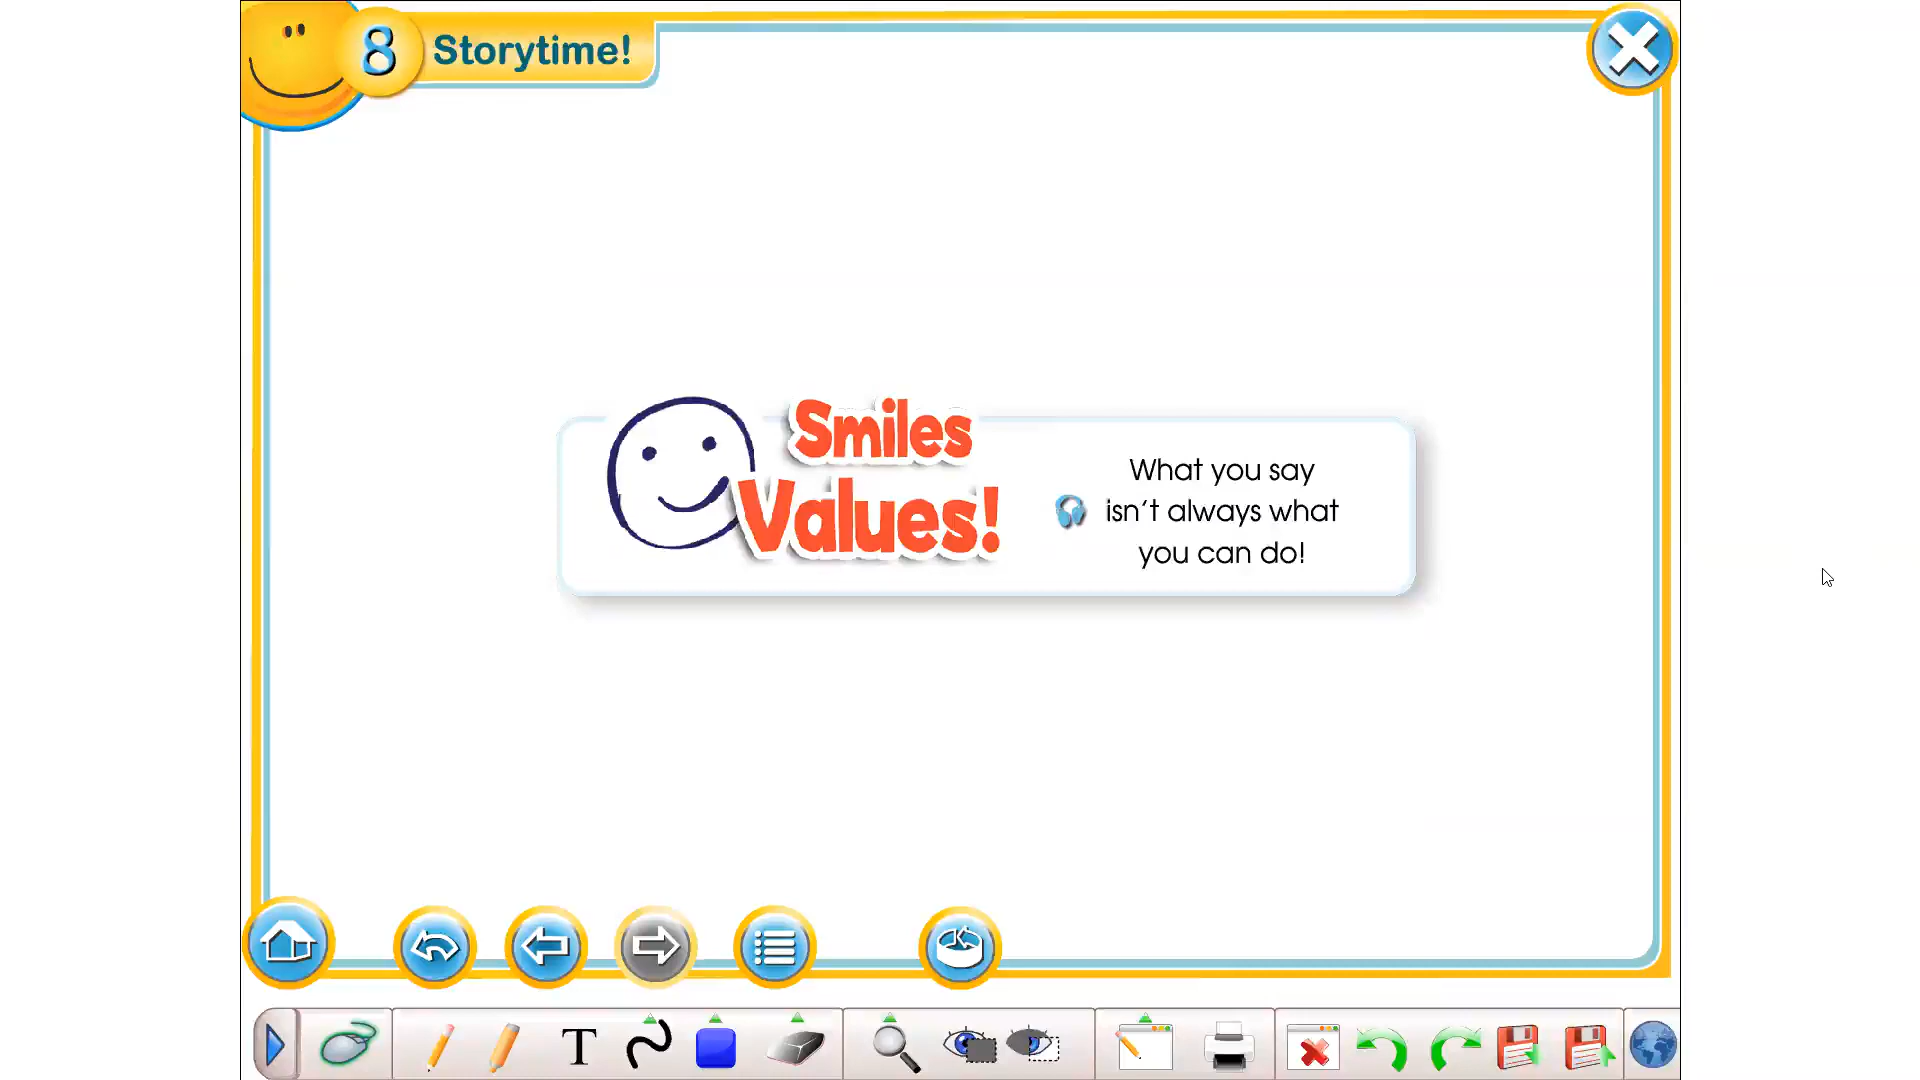 8 Storytime!
Smiles
Values!
What you say
isn't always what
you can do!
T